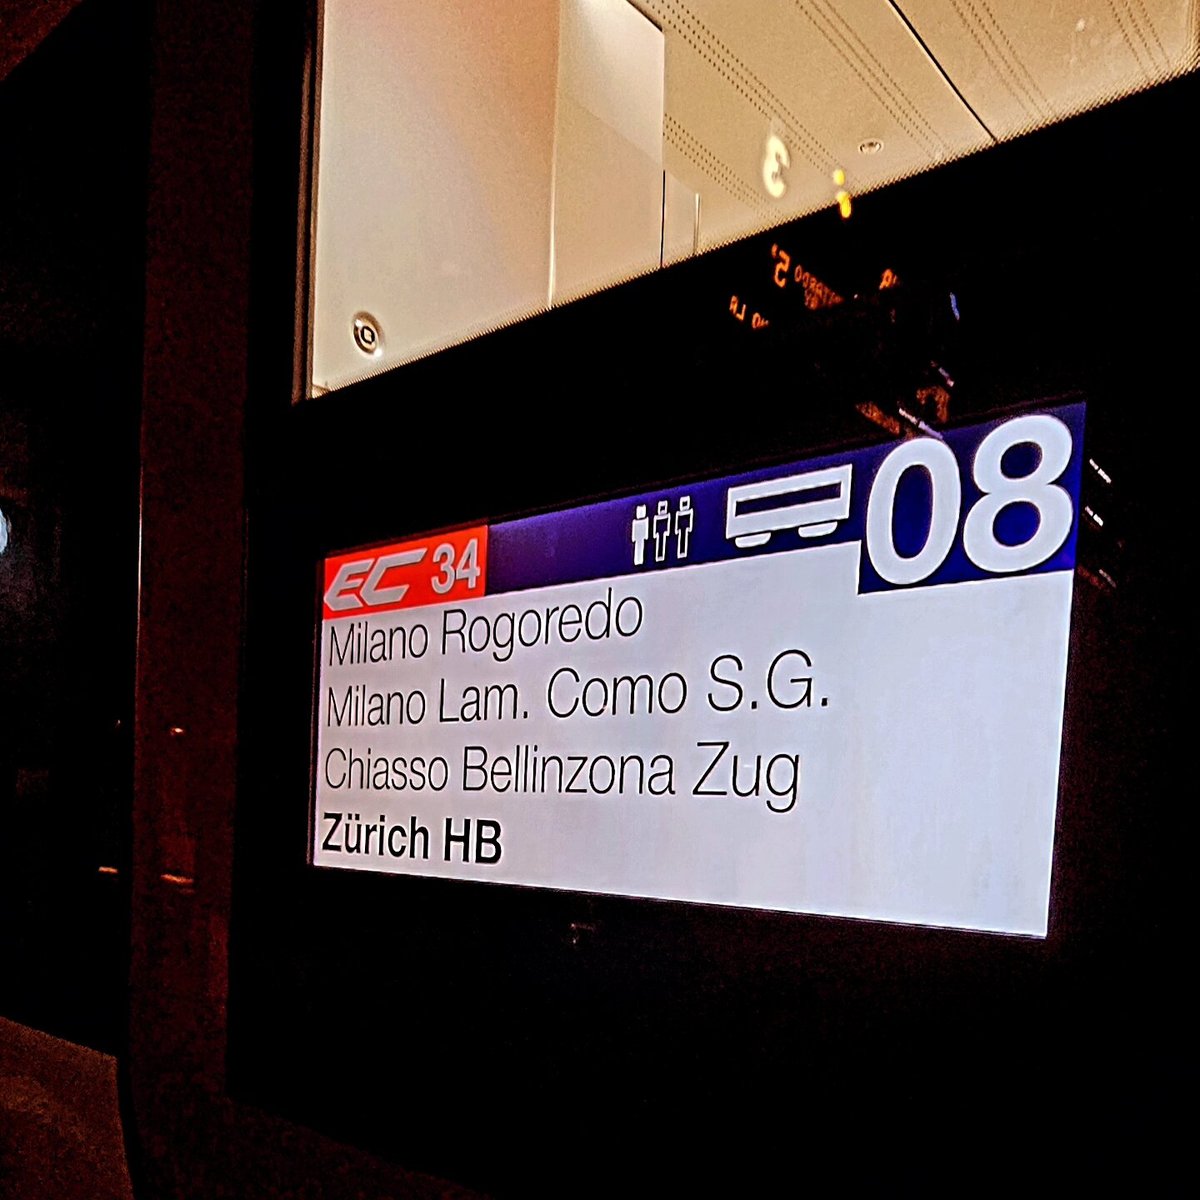 EC 34
08
Milano Rogoredo
Milano Lam. Como S.G.
Chiasso Bellinzona Zug
Zürich HB